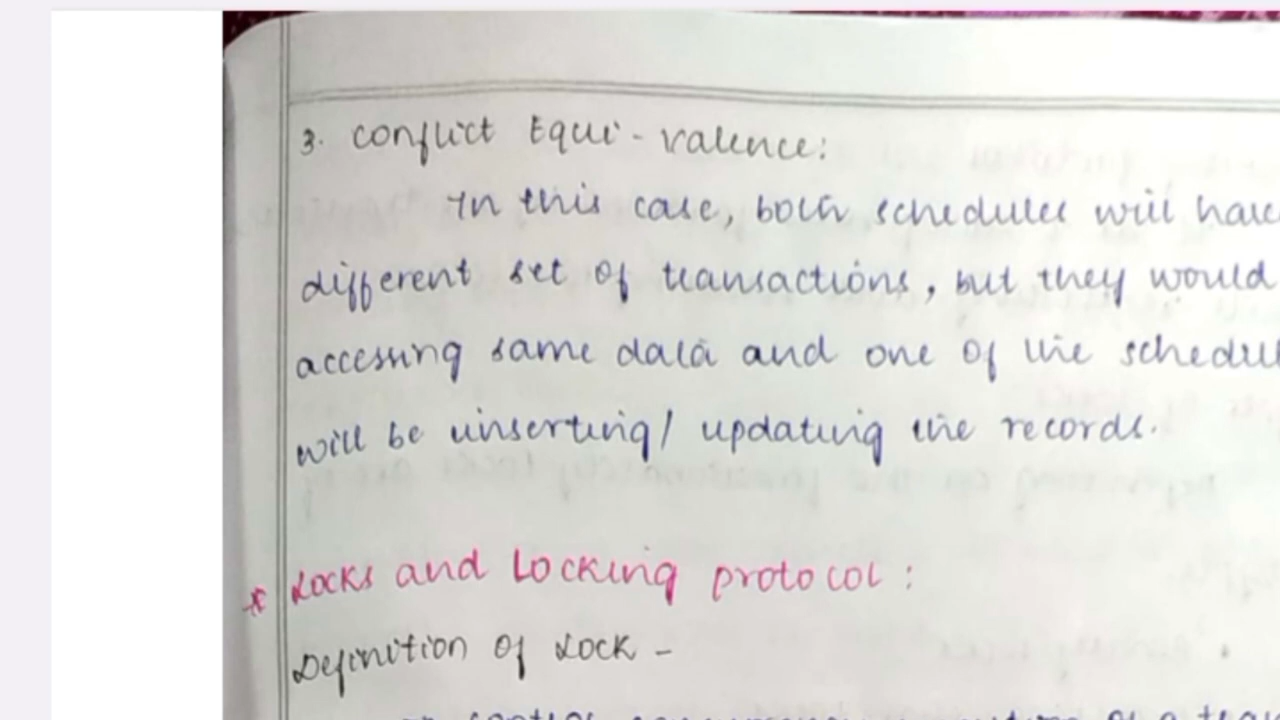 3. Conflict Equi-valence:
In this case, both schedules will have
different set of transactions, but they would
accessing same data and one of the
will be inserting/ updating the records.
* Locks and Locking protocol :
Definition of Lock -